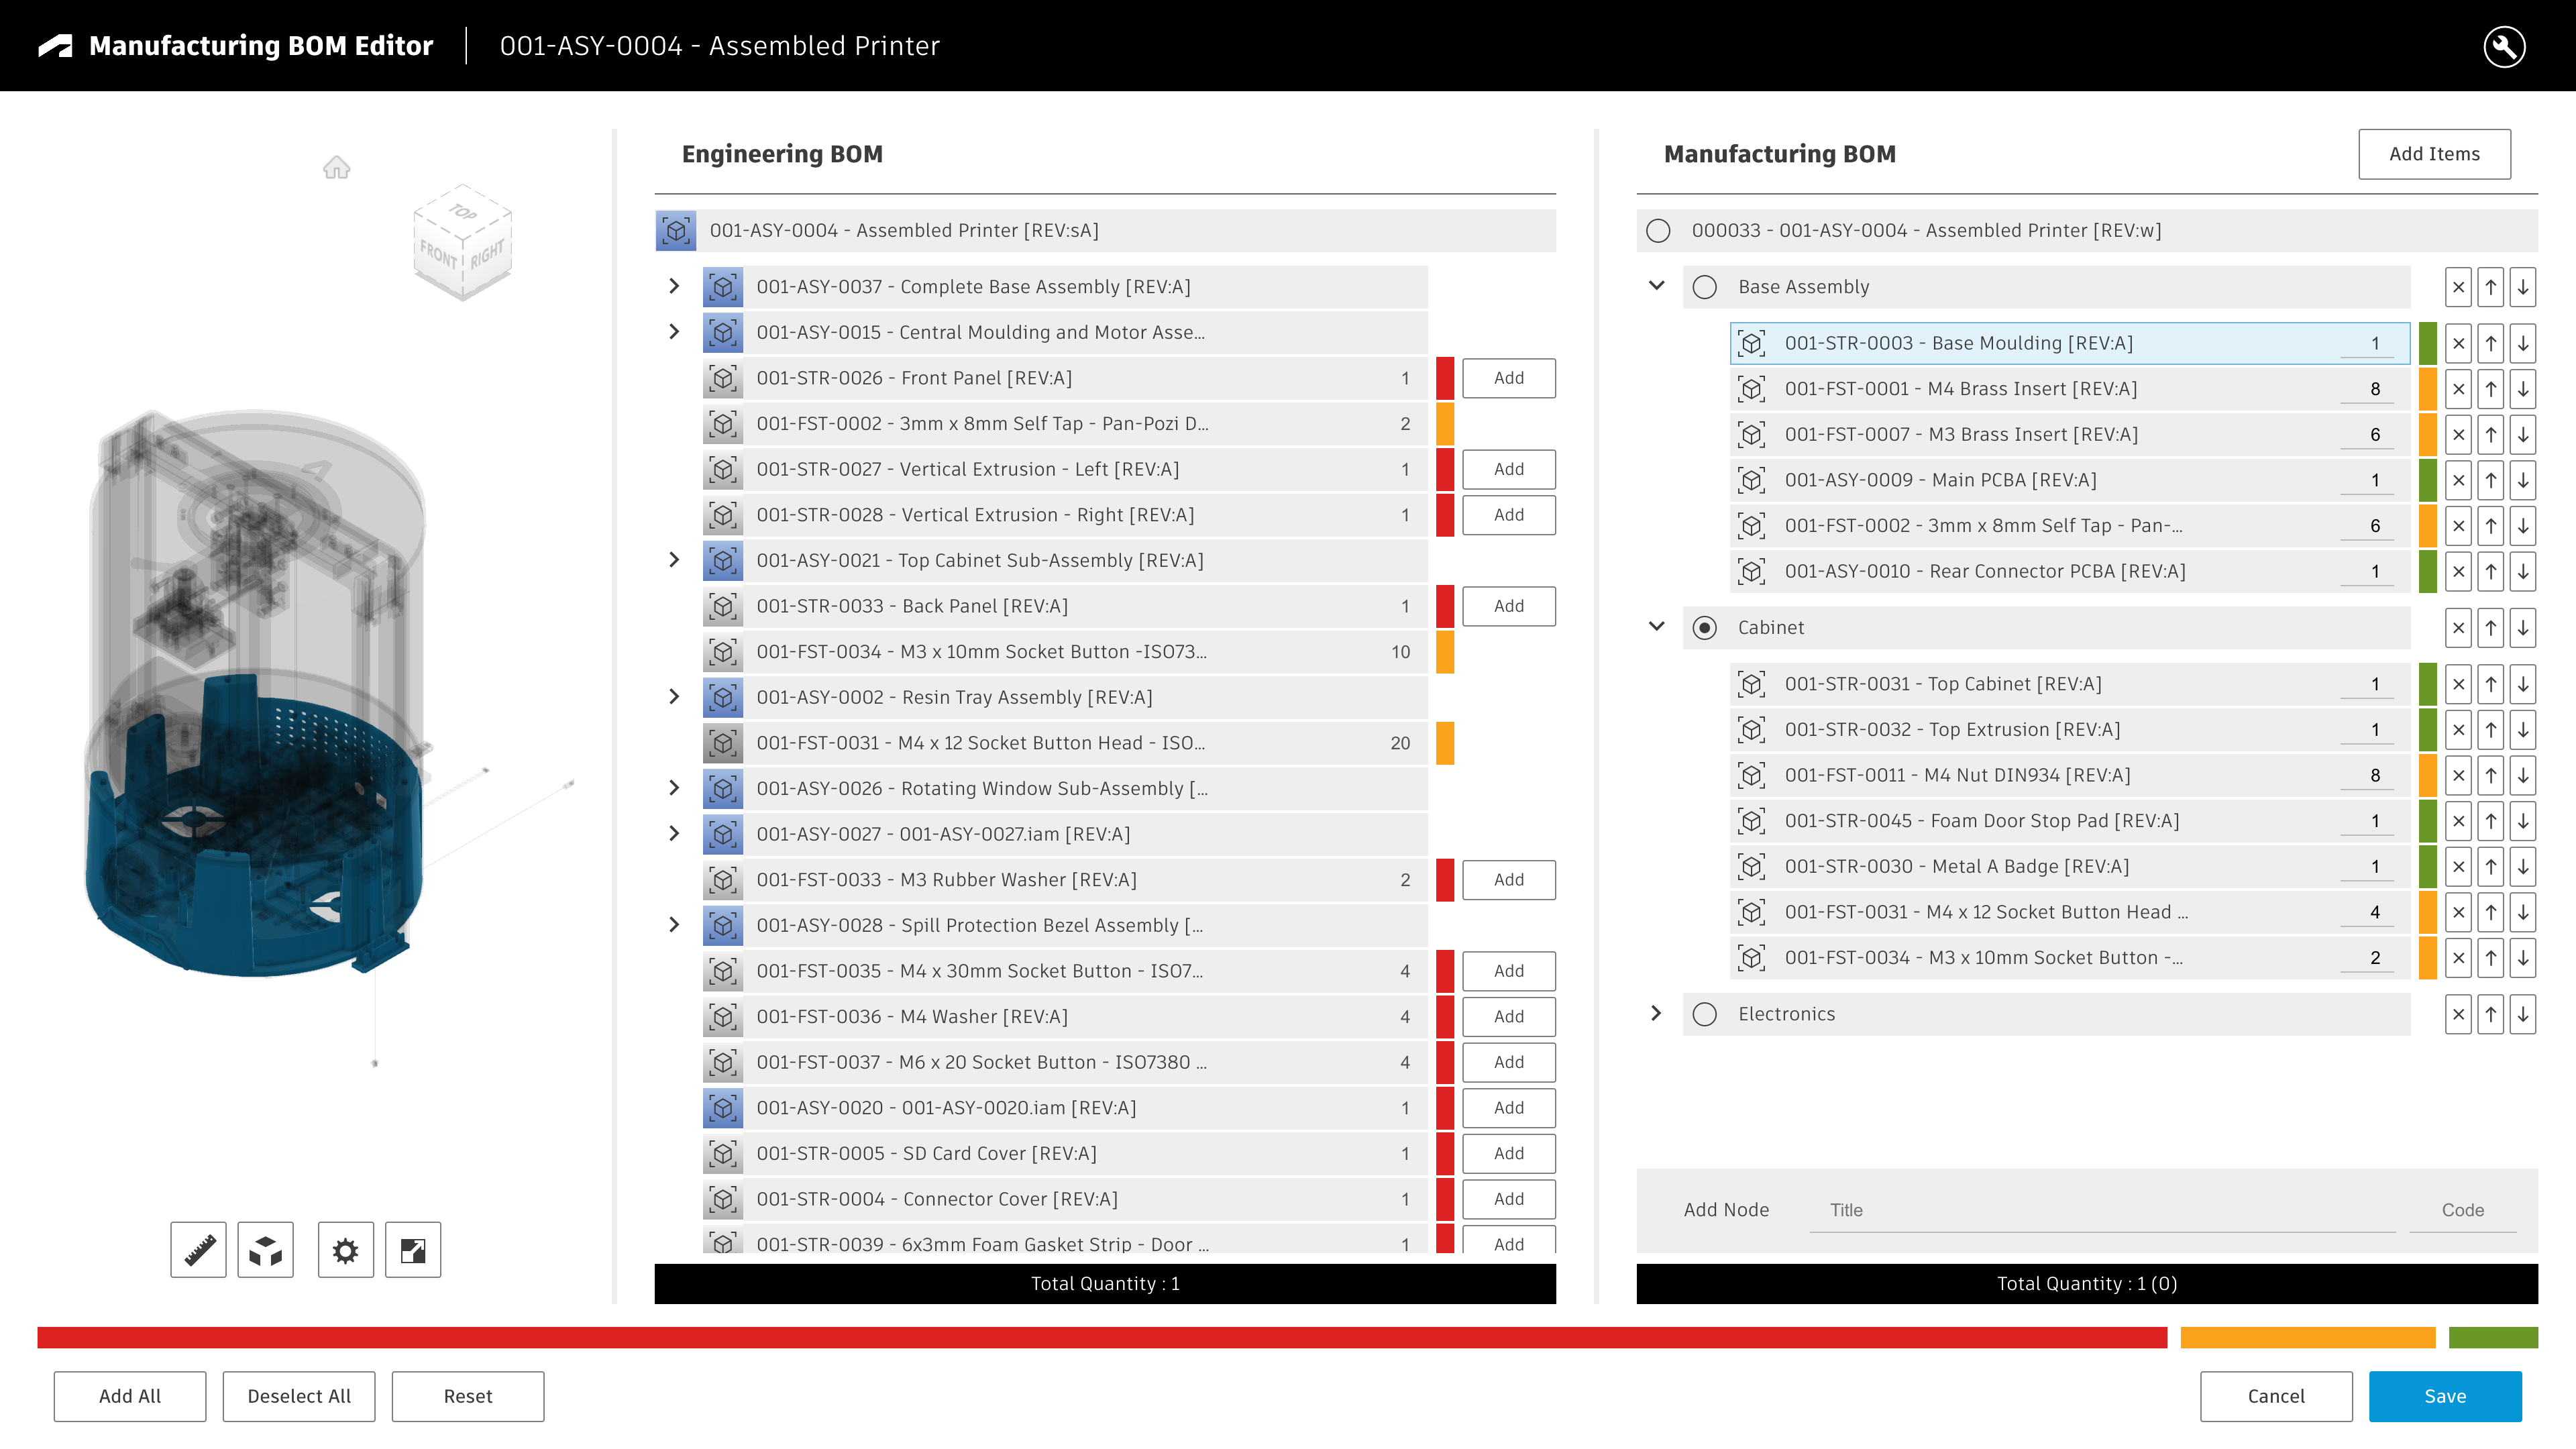 Manufacturing BOM Editor
001-ASY-0004 - Assembled Printer
TOP
FRONT
RIGHT
Engineering BOM
001-ASY-0004 - Assembled Printer [REV:sA]
001-ASY-0037 - Complete Base Assembly [REV:A]
001-ASY-0015 - Central Moulding and Motor Asse...
001-STR-0026 - Front Panel [REV:A] 1 Add
001-FST-0002 - 3mm x 8mm Self Tap - Pan-Pozi D... 2
001-STR-0027 - Vertical Extrusion - Left [REV:A] 1 Add
001-STR-0028 - Vertical Extrusion - Right [REV:A] 1 Add
001-ASY-0021 - Top Cabinet Sub-Assembly [REV:A]
001-STR-0033 - Back Panel [REV:A] 1 Add
001-FST-0034 - M3 x 10mm Socket Button -ISO73... 10
001-ASY-0002 - Resin Tray Assembly [REV:A]
001-FST-0031 - M4 x 12 Socket Button Head - ISO... 20
001-ASY-0026 - Rotating Window Sub-Assembly [...
001-ASY-0027 - 001-ASY-0027.iam [REV:A]
001-FST-0033 - M3 Rubber Washer [REV:A] 2 Add
001-ASY-0028 - Spill Protection Bezel Assembly [...
001-FST-0035 - M4 x 30mm Socket Button - ISO7... 4 Add
001-FST-0036 - M4 Washer [REV:A] 4 Add
001-FST-0037 - M6 x 20 Socket Button - ISO7380 ... 4 Add
001-ASY-0020 - 001-ASY-0020.iam [REV:A] 1 Add
001-STR-0005 - SD Card Cover [REV:A] 1 Add
001-STR-0004 - Connector Cover [REV:A] 1 Add
001-STR-0039 - 6x3mm Foam Gasket Strip - Door ... 1 Add
Total Quantity : 1
Manufacturing BOM
Add Items
000033 - 001-ASY-0004 - Assembled Printer [REV:w]
Base Assembly
001-STR-0003 - Base Moulding [REV:A] 1
001-FST-0001 - M4 Brass Insert [REV:A] 8
001-FST-0007 - M3 Brass Insert [REV:A] 6
001-ASY-0009 - Main PCBA [REV:A] 1
001-FST-0002 - 3mm x 8mm Self Tap - Pan-... 6
001-ASY-0010 - Rear Connector PCBA [REV:A] 1
Cabinet
001-STR-0031 - Top Cabinet [REV:A] 1
001-STR-0032 - Top Extrusion [REV:A] 1
001-FST-0011 - M4 Nut DIN934 [REV:A] 8
001-STR-0045 - Foam Door Stop Pad [REV:A] 1
001-STR-0030 - Metal A Badge [REV:A] 1
001-FST-0031 - M4 x 12 Socket Button Head ... 4
001-FST-0034 - M3 x 10mm Socket Button -... 2
Electronics
Add Node Title Code
Total Quantity : 1 (0)
Add All
Deselect All
Reset
Cancel
Save